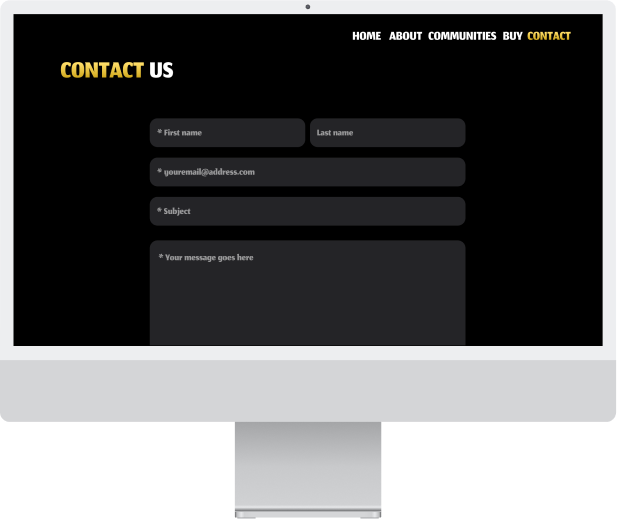 HOME ABOUT COMMUNITIES BUY CONTACT
CONTACT US
* First name Last name
* youremail@address.com
* Subject
* Your message goes here